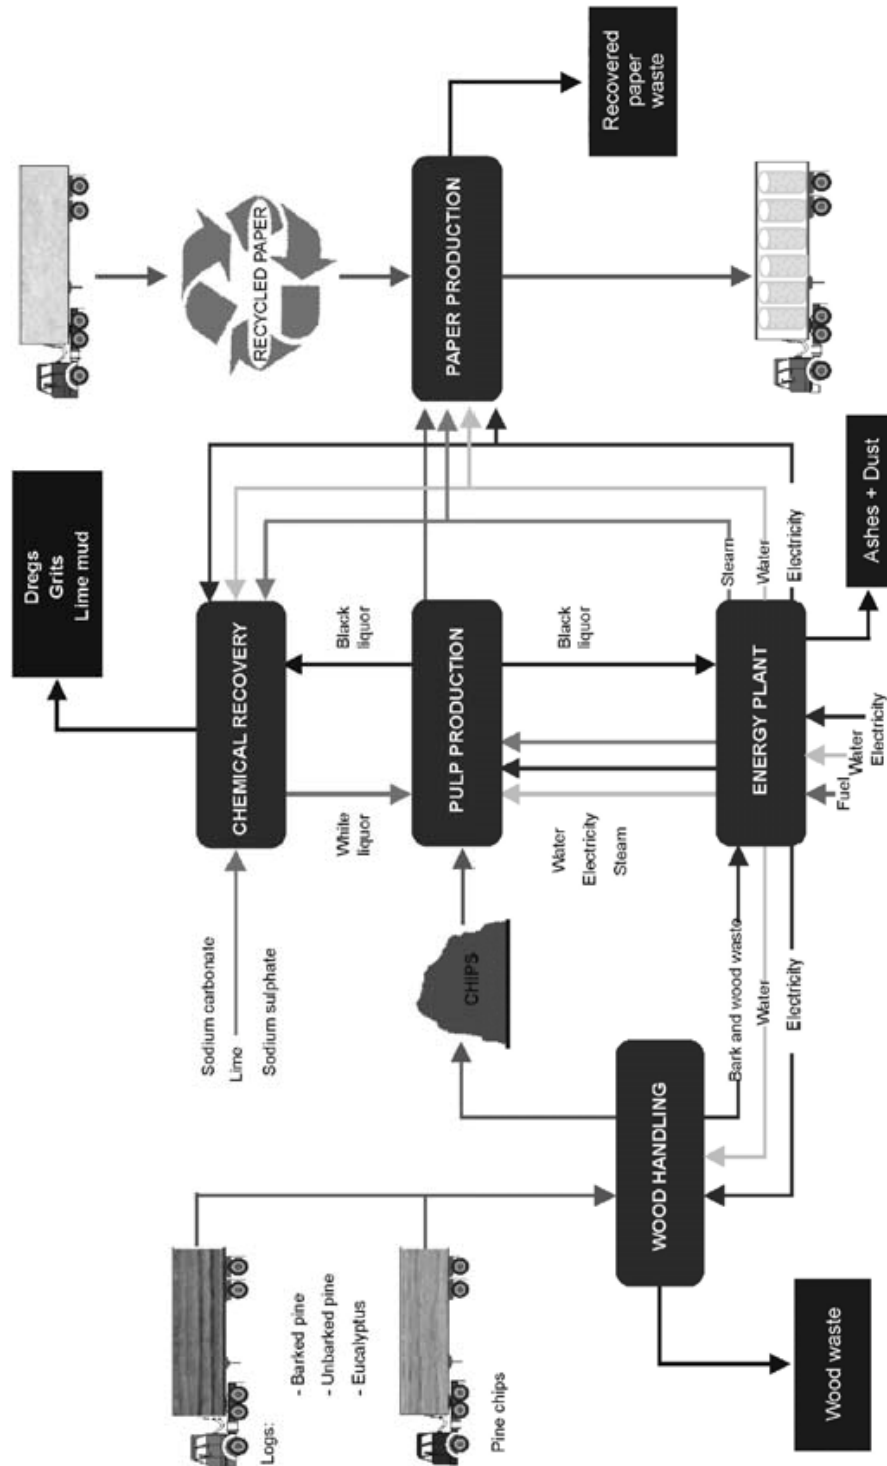 Logs:
- Barked pine
- Unbarked pine
- Eucalyptus
Pine chips
Wood waste
WOOD HANDLING
Sodium carbonate
Lime
Sodium sulphate
CHIPS
Bark and wood waste
Water
Electricity
Dregs
Grits
Lime mud
CHEMICAL RECOVERY
White
liquor
Black
liquor
PULP PRODUCTION
Water
Electricity
Steam
Black
liquor
ENERGY PLANT
Fuel
Water
Electricity
Steam
Water
Electricity
Ashes + Dust
RECYCLED PAPER
PAPER PRODUCTION
Recovered
paper
waste